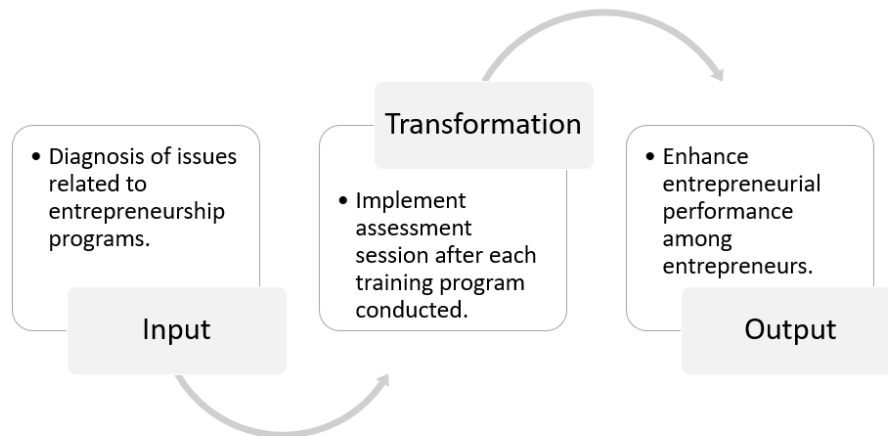 • Diagnosis of issues
related to
entrepreneurship
programs.
Input
Transformation
• Implement
assessment
session after each
training program
conducted.
• Enhance
entrepreneurial
performance
among
entrepreneurs.
Output